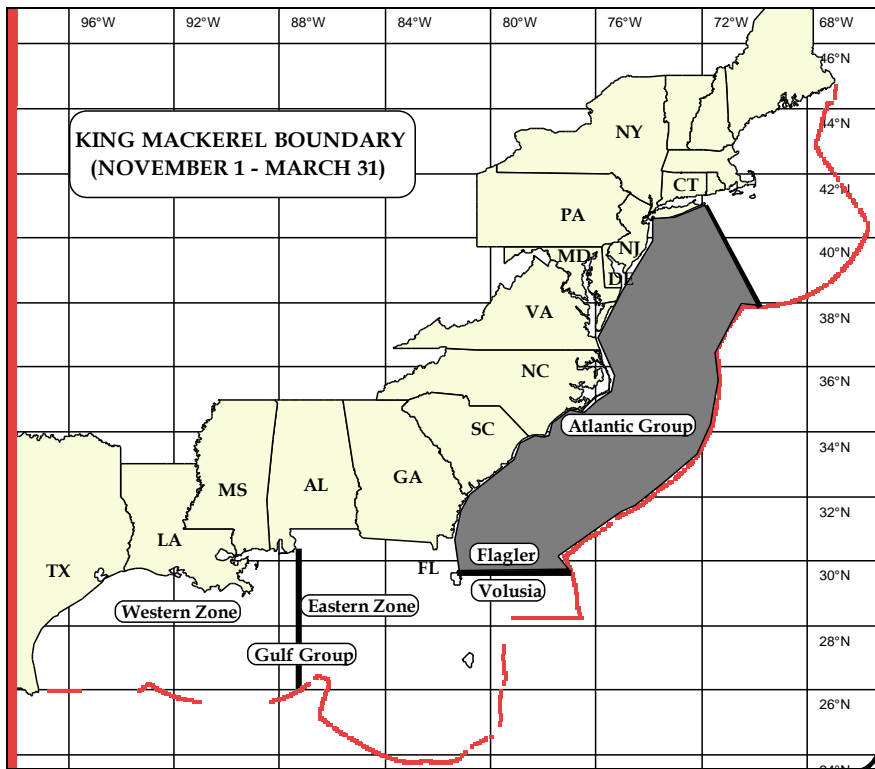 96°W 92°W 88°W 84°W 80°W 76°W 72°W 68°W
46°N
KING MACKEREL BOUNDARY
(NOVEMBER 1 - MARCH 31)
44°N
NY
42°N
CT
PA
40°N
NJ
MD
DE
38°N
VA
36°N
NC
Atlantic Group
SC
34°N
GA
AL
MS
32°N
LA
Flagler
FL
30°N
TX
Volusia
Western Zone
Eastern Zone
28°N
Gulf Group
26°N
24°N